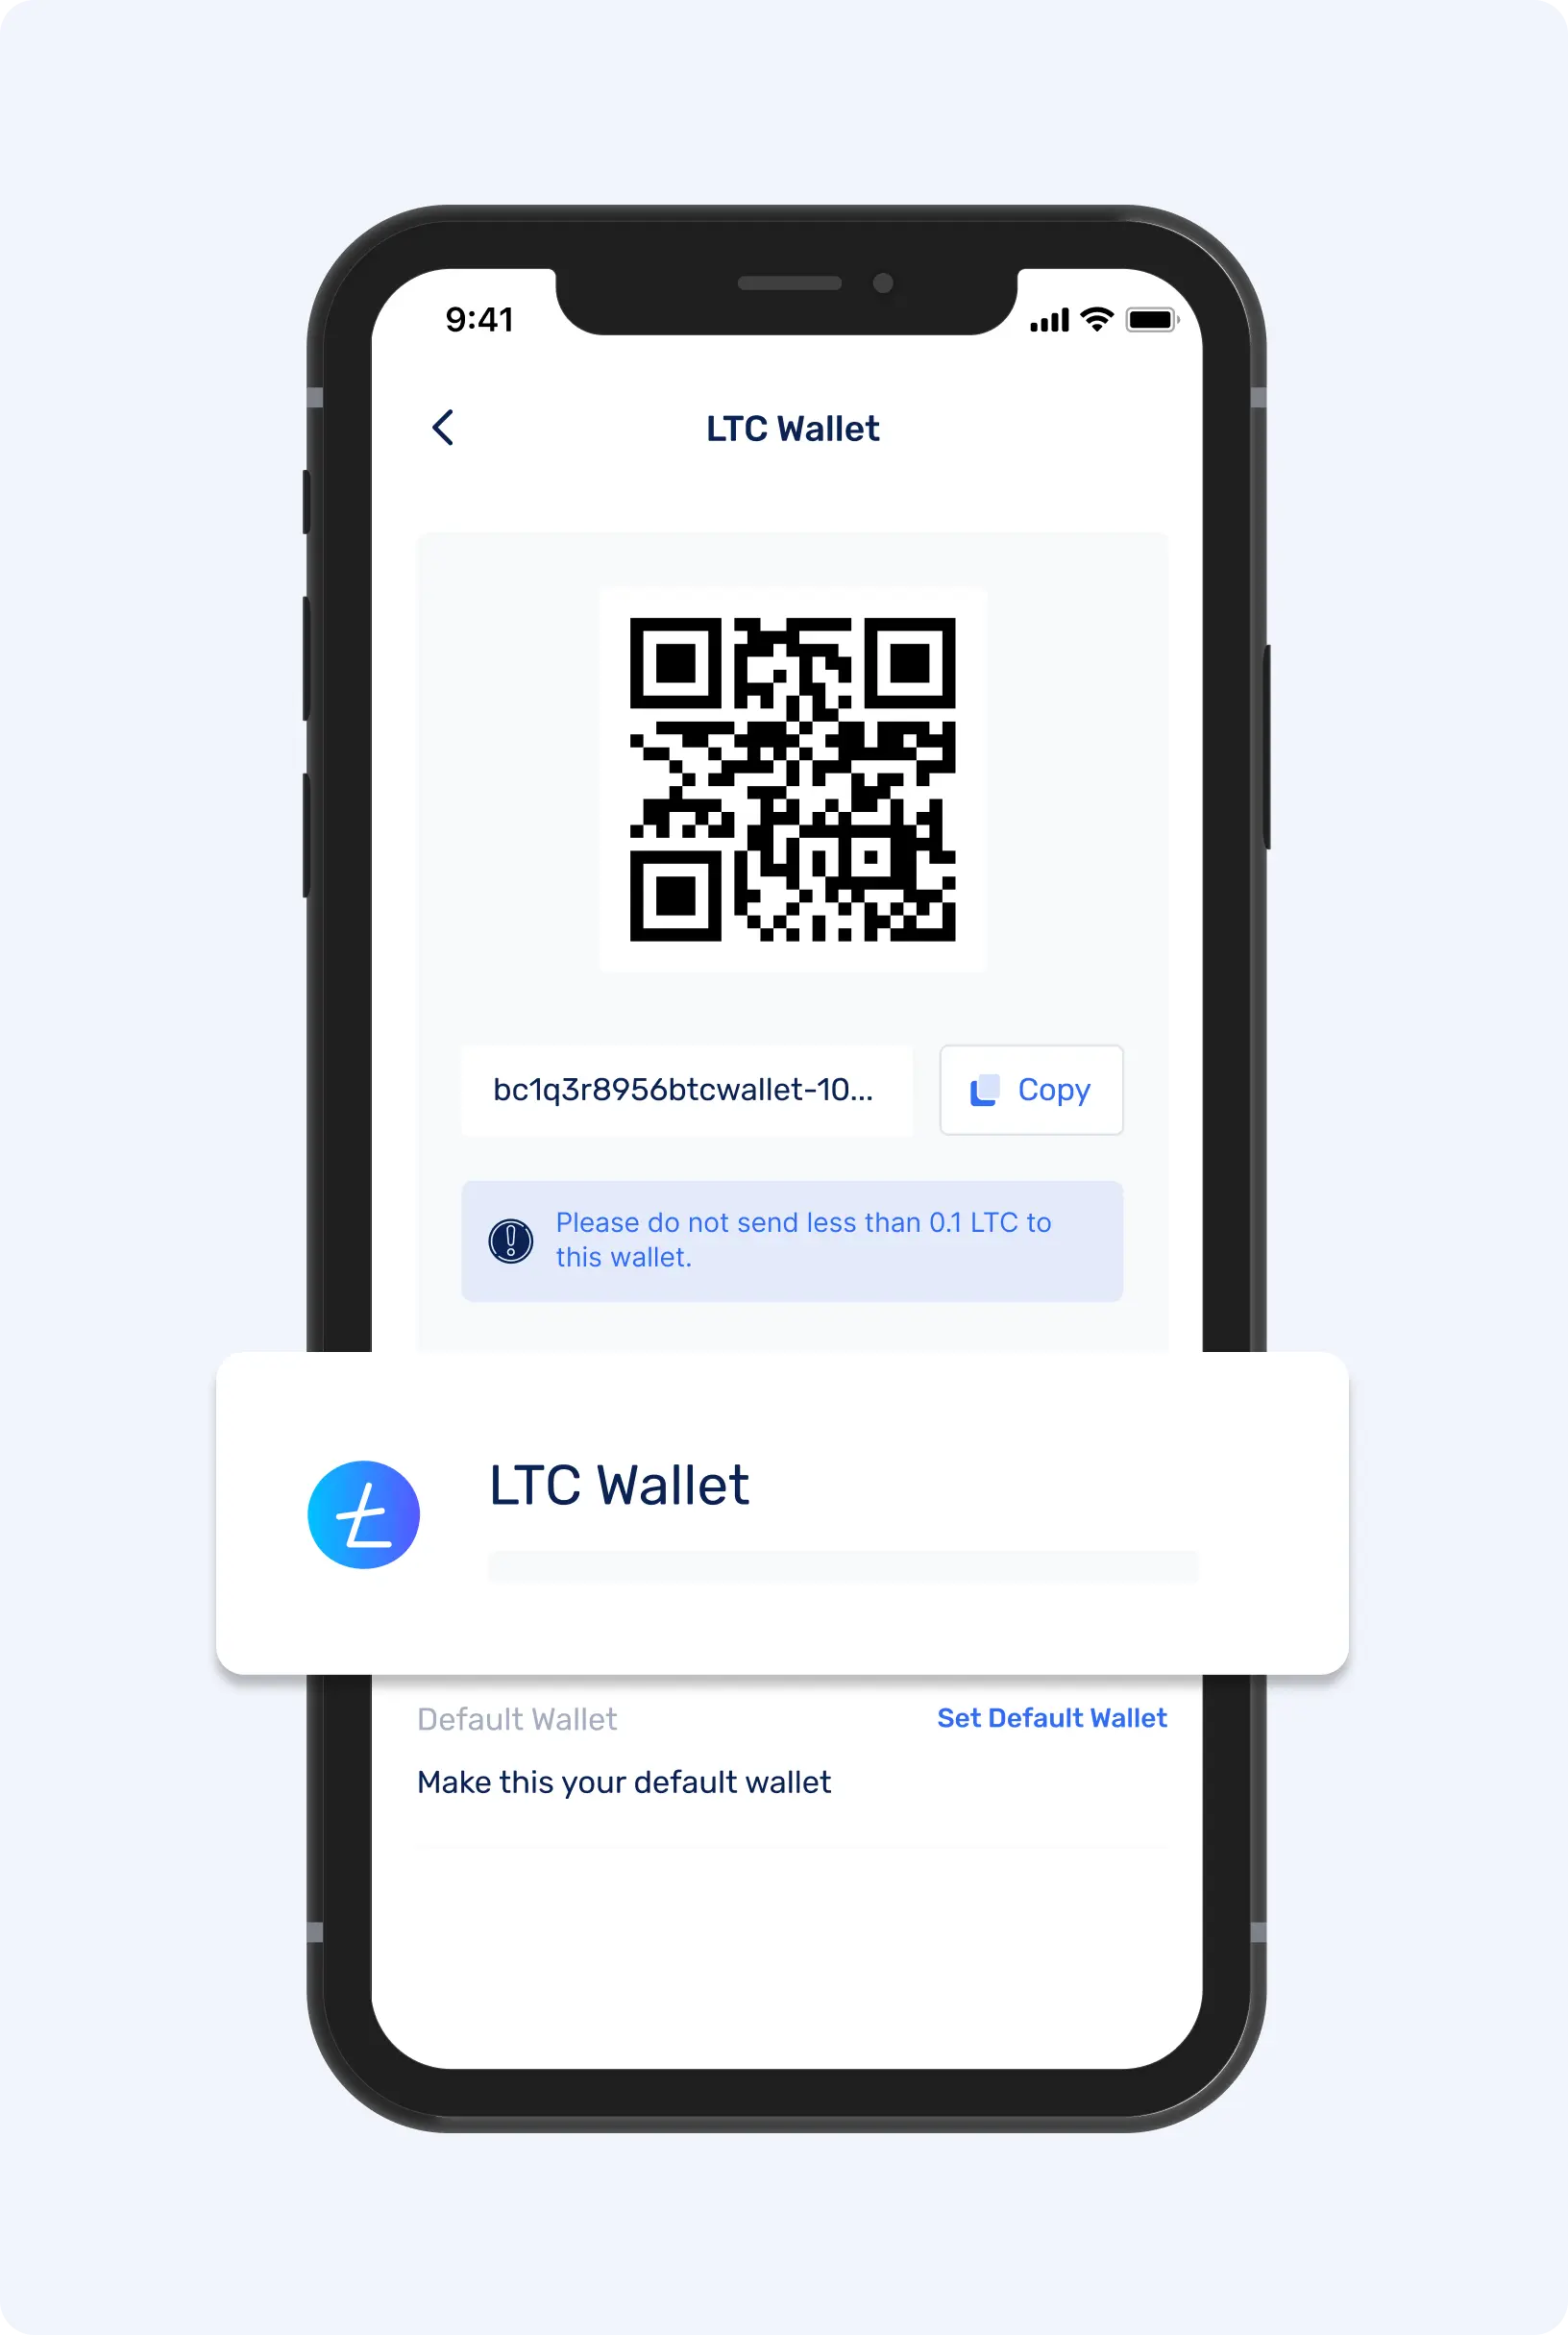 9:41
LTC Wallet
bc1q3r8956btcwallet-10...
Copy
Please do not send less than 0.1 LTC to
this wallet.
LTC Wallet
Default Wallet
Set Default Wallet
Make this your default wallet